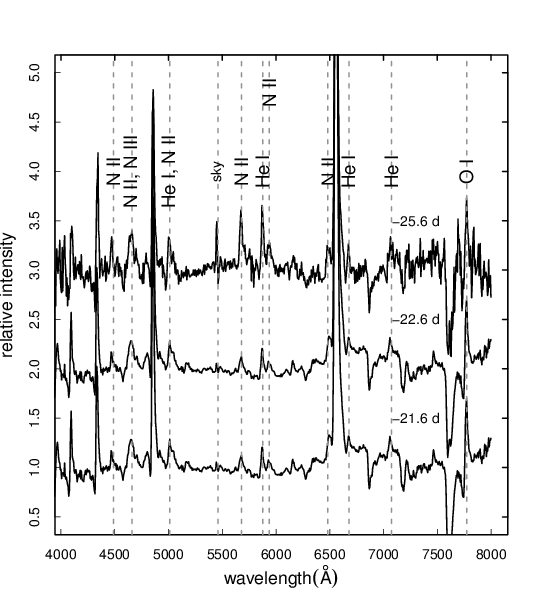 relative intensity
5.0
4.5
4.0
3.5
3.0
2.5
2.0
1.5
1.0
0.5
N II
N II, N III
He I, N II
sky
N II
He I
N II
N II
He I
He I
O I
−25.6 d
−22.6 d
−21.6 d
4000 4500 5000 5500 6000 6500 7000 7500 8000
wavelength(Å)